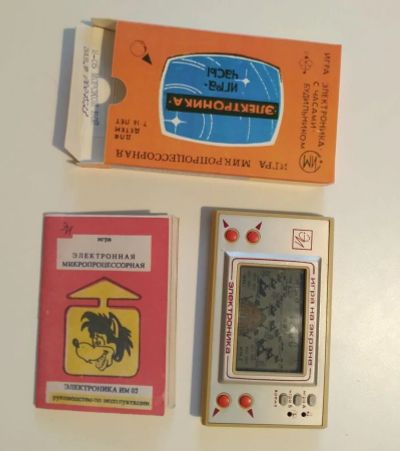 ИГРА ЭЛЕКТРОНИКА
С ЧАСАМИ-
БУДИЛЬНИКОМ
ИМ
ИГРА МИКРОПРОЦЕССОРНАЯ
• ЭЛЕКТРОНИКА •
ИГРА
ЧАСЫ
ДЛЯ
ДЕТЕЙ
7-16 ЛЕТ
игра
ЭЛЕКТРОННАЯ
МИКРОПРОЦЕССОРНАЯ
ЭЛЕКТРОНИКА ИМ 02
руководство по эксплуатации
игра на экране
электроника